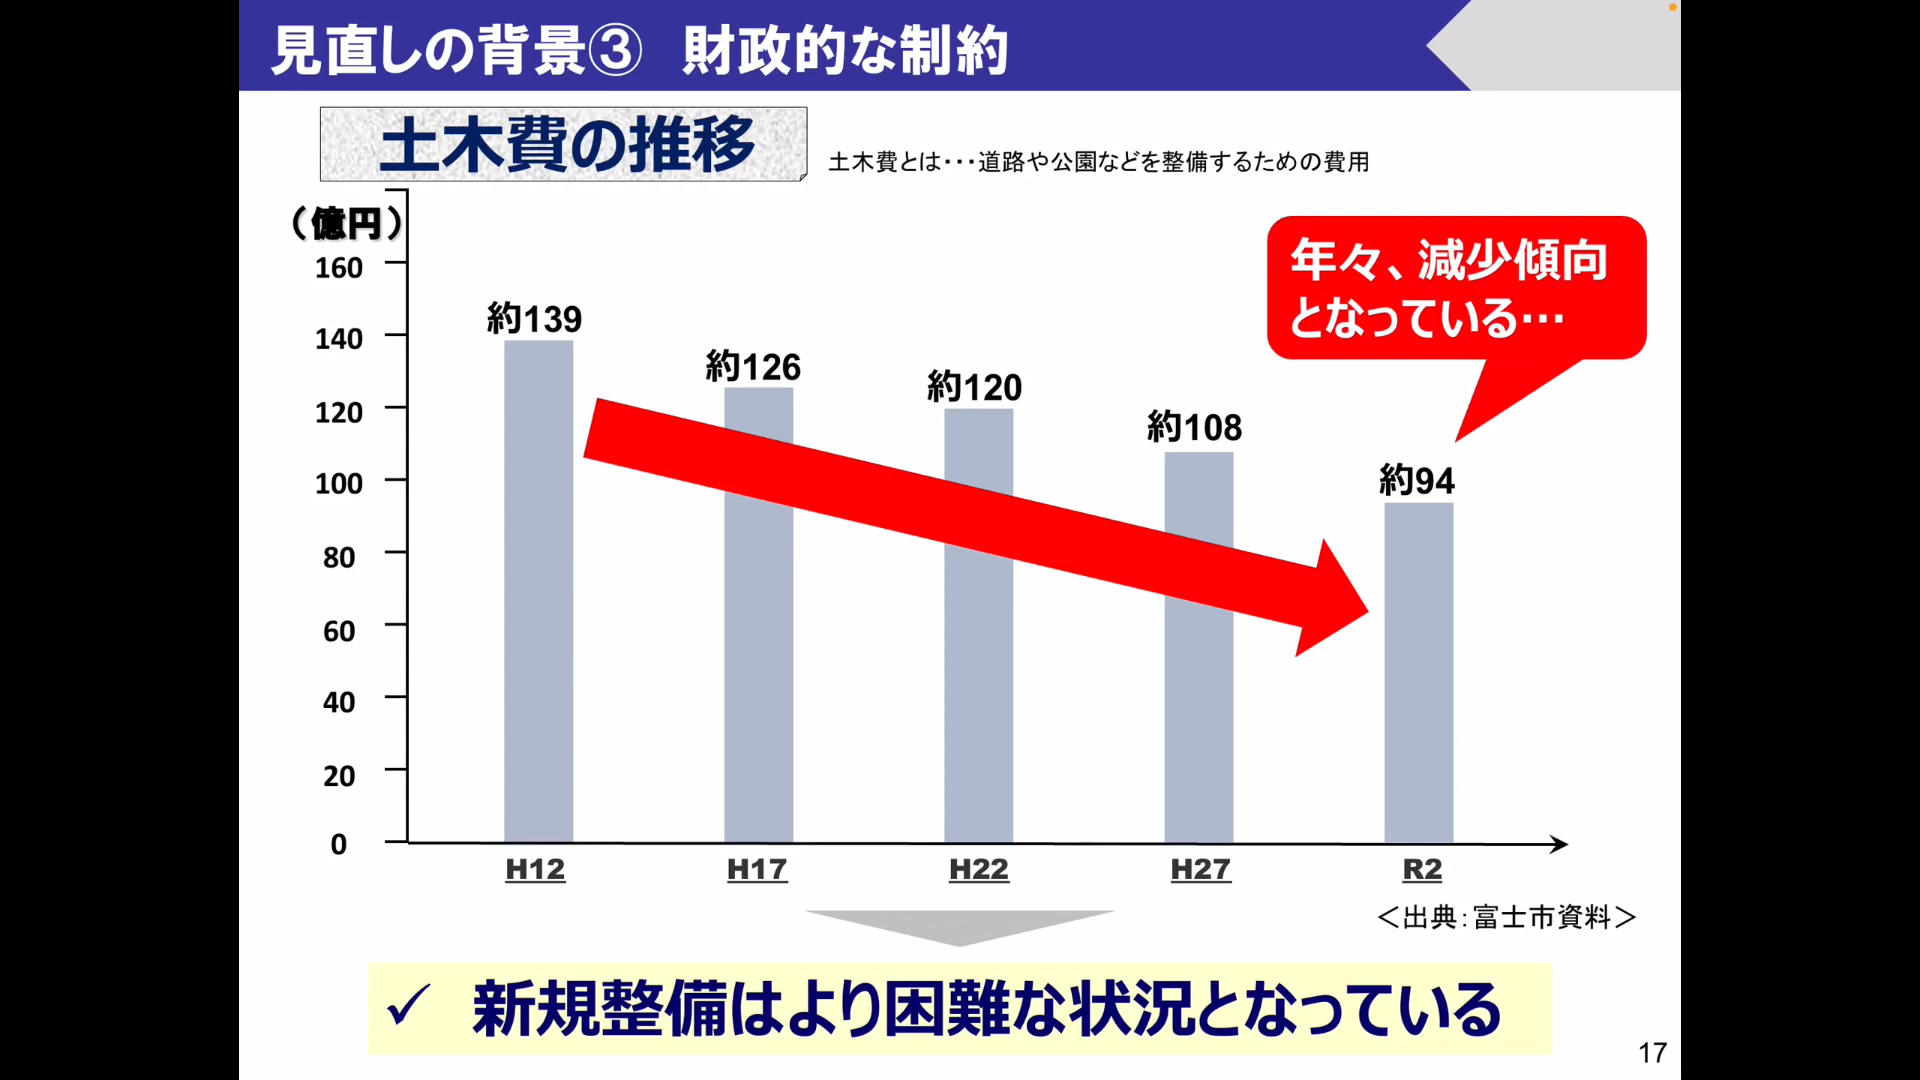 見直しの背景③　財政的な制約
土木費の推移
土木費とは・・・道路や公園などを整備するための費用
（億円）
160
140
120
100
80
60
40
20
0
約139
約126
約120
約108
約94
年々、減少傾向
となっている…
H12
H17
H22
H27
R2
＜出典：富士市資料＞
✓ 新規整備はより困難な状況となっている
17